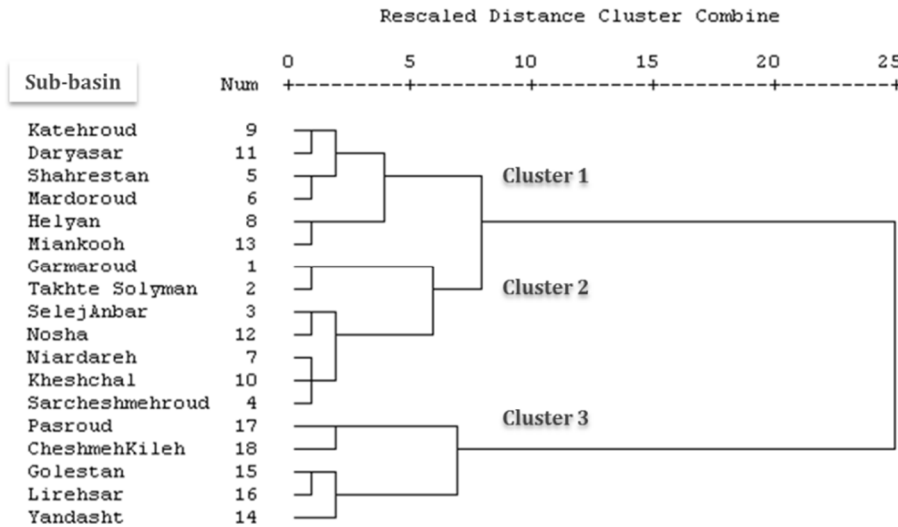 Rescaled Distance Cluster Combine
0 5 10 15 20 25
Sub-basin Num
Katehroud 9
Daryasar 11
Shahrestan 5
Cluster 1
Mardoroud 6
Helyan 8
Miankooh 13
Garmaroud 1
Takhte Solyman 2
Cluster 2
SelejAnbar 3
Nosha 12
Niardareh 7
Kheshchal 10
Sarcheshmehroud 4
Cluster 3
Pasroud 17
CheshmehKileh 18
Golestan 15
Lirehsar 16
Yandasht 14